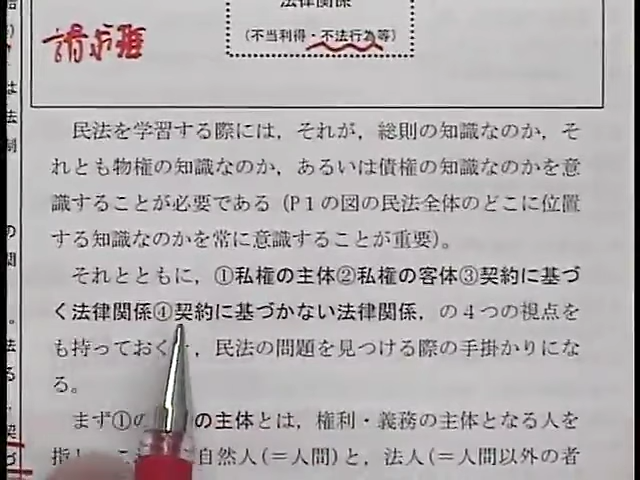 法律関係
(不当利得・不法行為等)
請求権
民法を学習する際には，それが，総則の知識なのか，そ
れとも物権の知識なのか，あるいは債権の知識なのかを意
識することが必要である（P１の図の民法全体のどこに位置
する知識なのかを常に意識することが重要）。
それとともに，①私権の主体②私権の客体③契約に基づ
く法律関係④契約に基づかない法律関係，の４つの視点を
も持っておく，民法の問題を見つける際の手掛かりにな
る。
まず①の の主体とは，権利・義務の主体となる人を
指し 自然人(＝人間)と，法人(＝人間以外の者